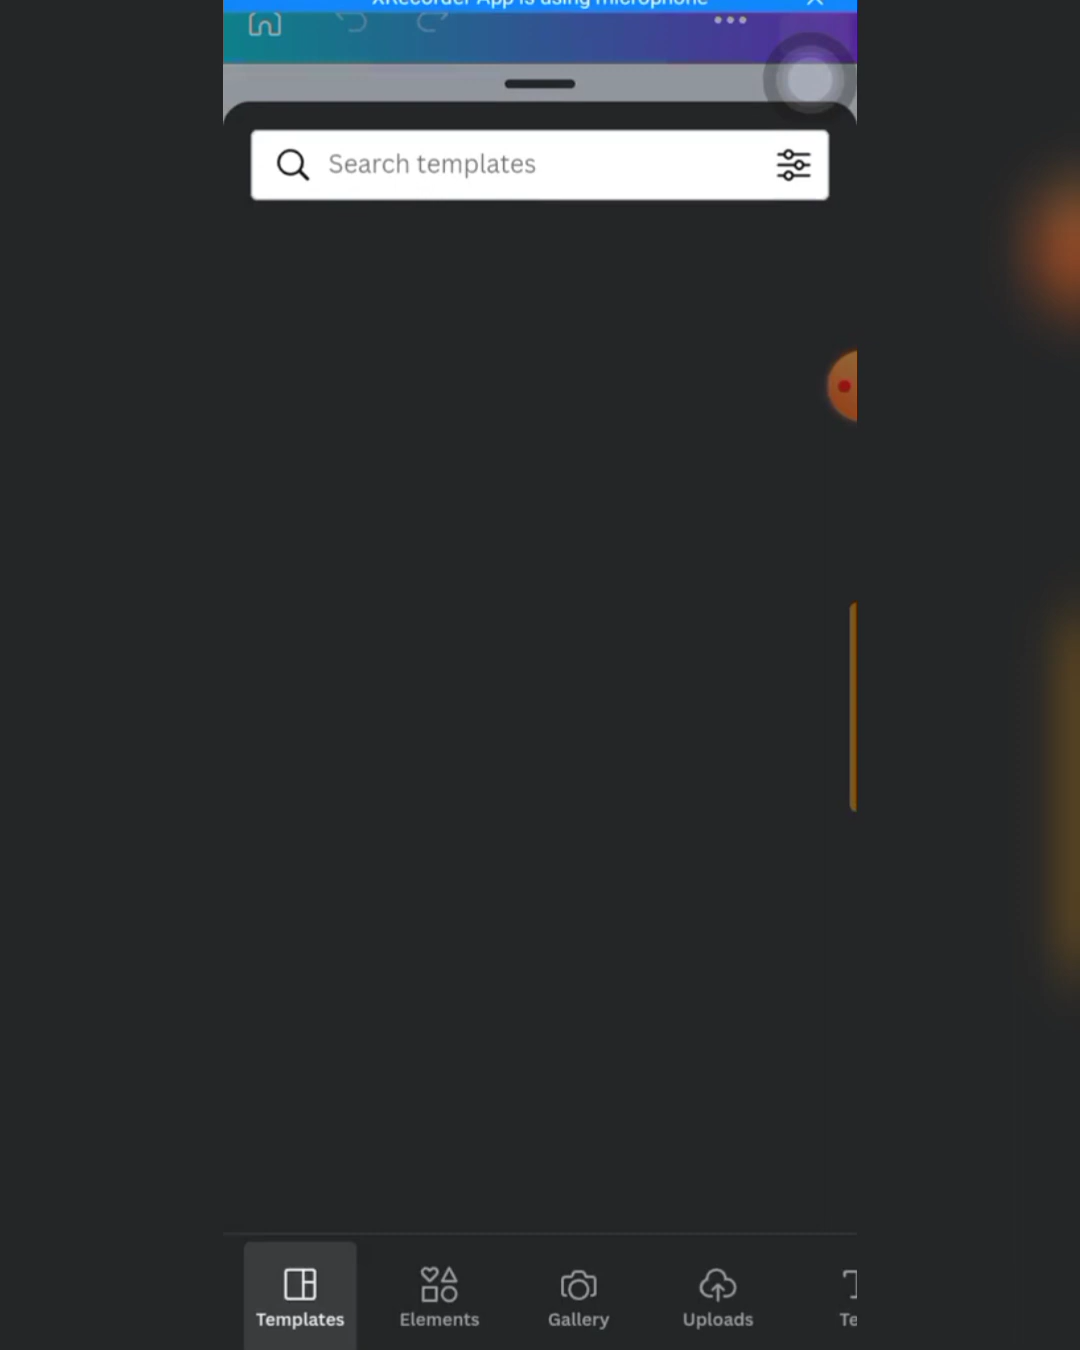 XRecorder App is using microphone
Search templates
Templates
Elements
Gallery
Uploads
Te